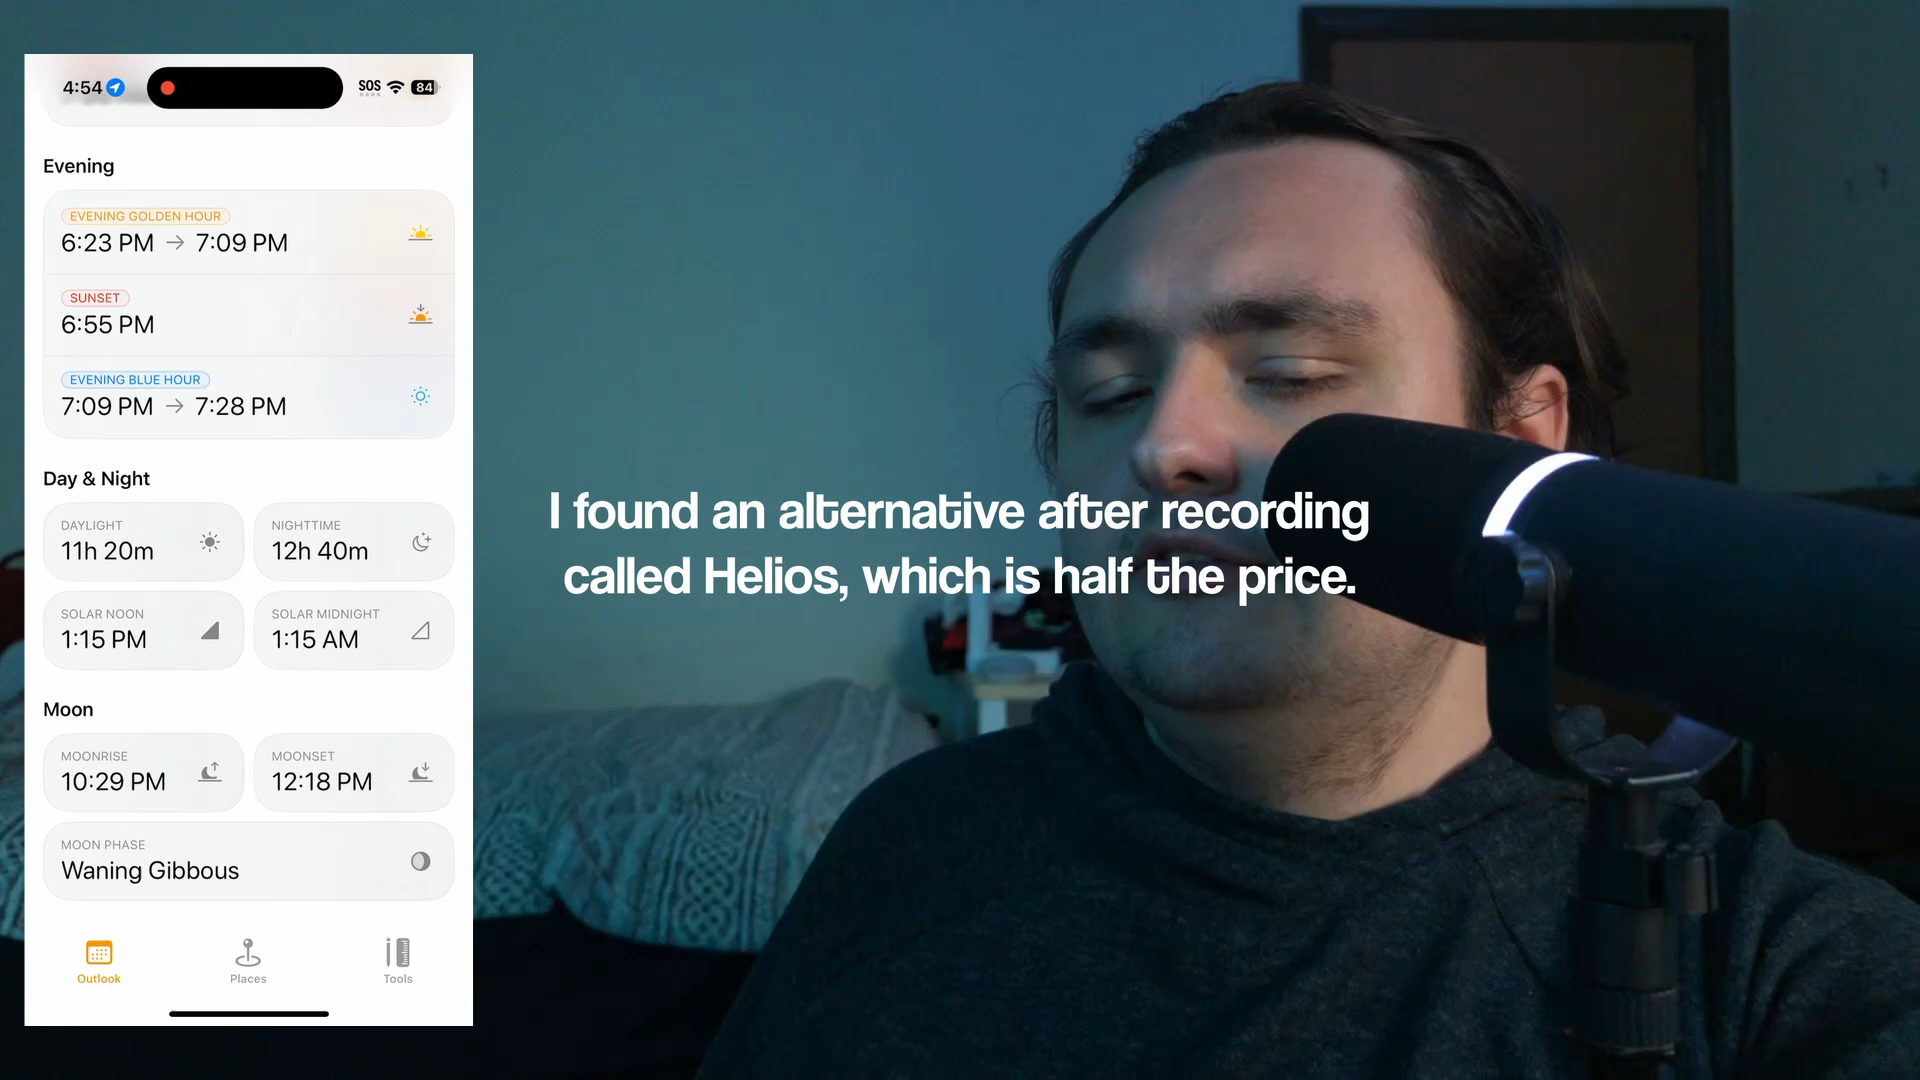 4:54 SOS 84
Evening
EVENING GOLDEN HOUR
6:23 PM → 7:09 PM
SUNSET
6:55 PM
EVENING BLUE HOUR
7:09 PM → 7:28 PM
Day & Night
DAYLIGHT
11h 20m
NIGHTTIME
12h 40m
SOLAR NOON
1:15 PM
SOLAR MIDNIGHT
1:15 AM
Moon
MOONRISE
10:29 PM
MOONSET
12:18 PM
MOON PHASE
Waning Gibbous
Outlook
Places
Tools
I found an alternative after recording
called Helios, which is half the price.